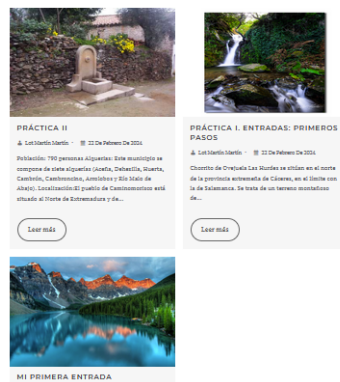 PRÁCTICA II
Lot Martín Martín - 22 De Febrero De 2024
Población: 790 personas Alquerías: Este municipio se
compone de siete alquerías (Aceña, Dehesilla, Huerta,
Cambrón, Cambroncino, Arrolobos y Río Malo de
Abajo). Localización:El pueblo de Caminomorisco está
situado al Norte de Extremadura y de...
Leer más
PRÁCTICA I. ENTRADAS: PRIMEROS
PASOS
Lot Martín Martín - 22 De Febrero De 2024
Chorrito de Ovejuela Las Hurdes se sitúan en el norte
de la provincia extremeña de Cáceres, en el límite con
la de Salamanca. Se trata de un terreno montañoso
de...
Leer más
MI PRIMERA ENTRADA